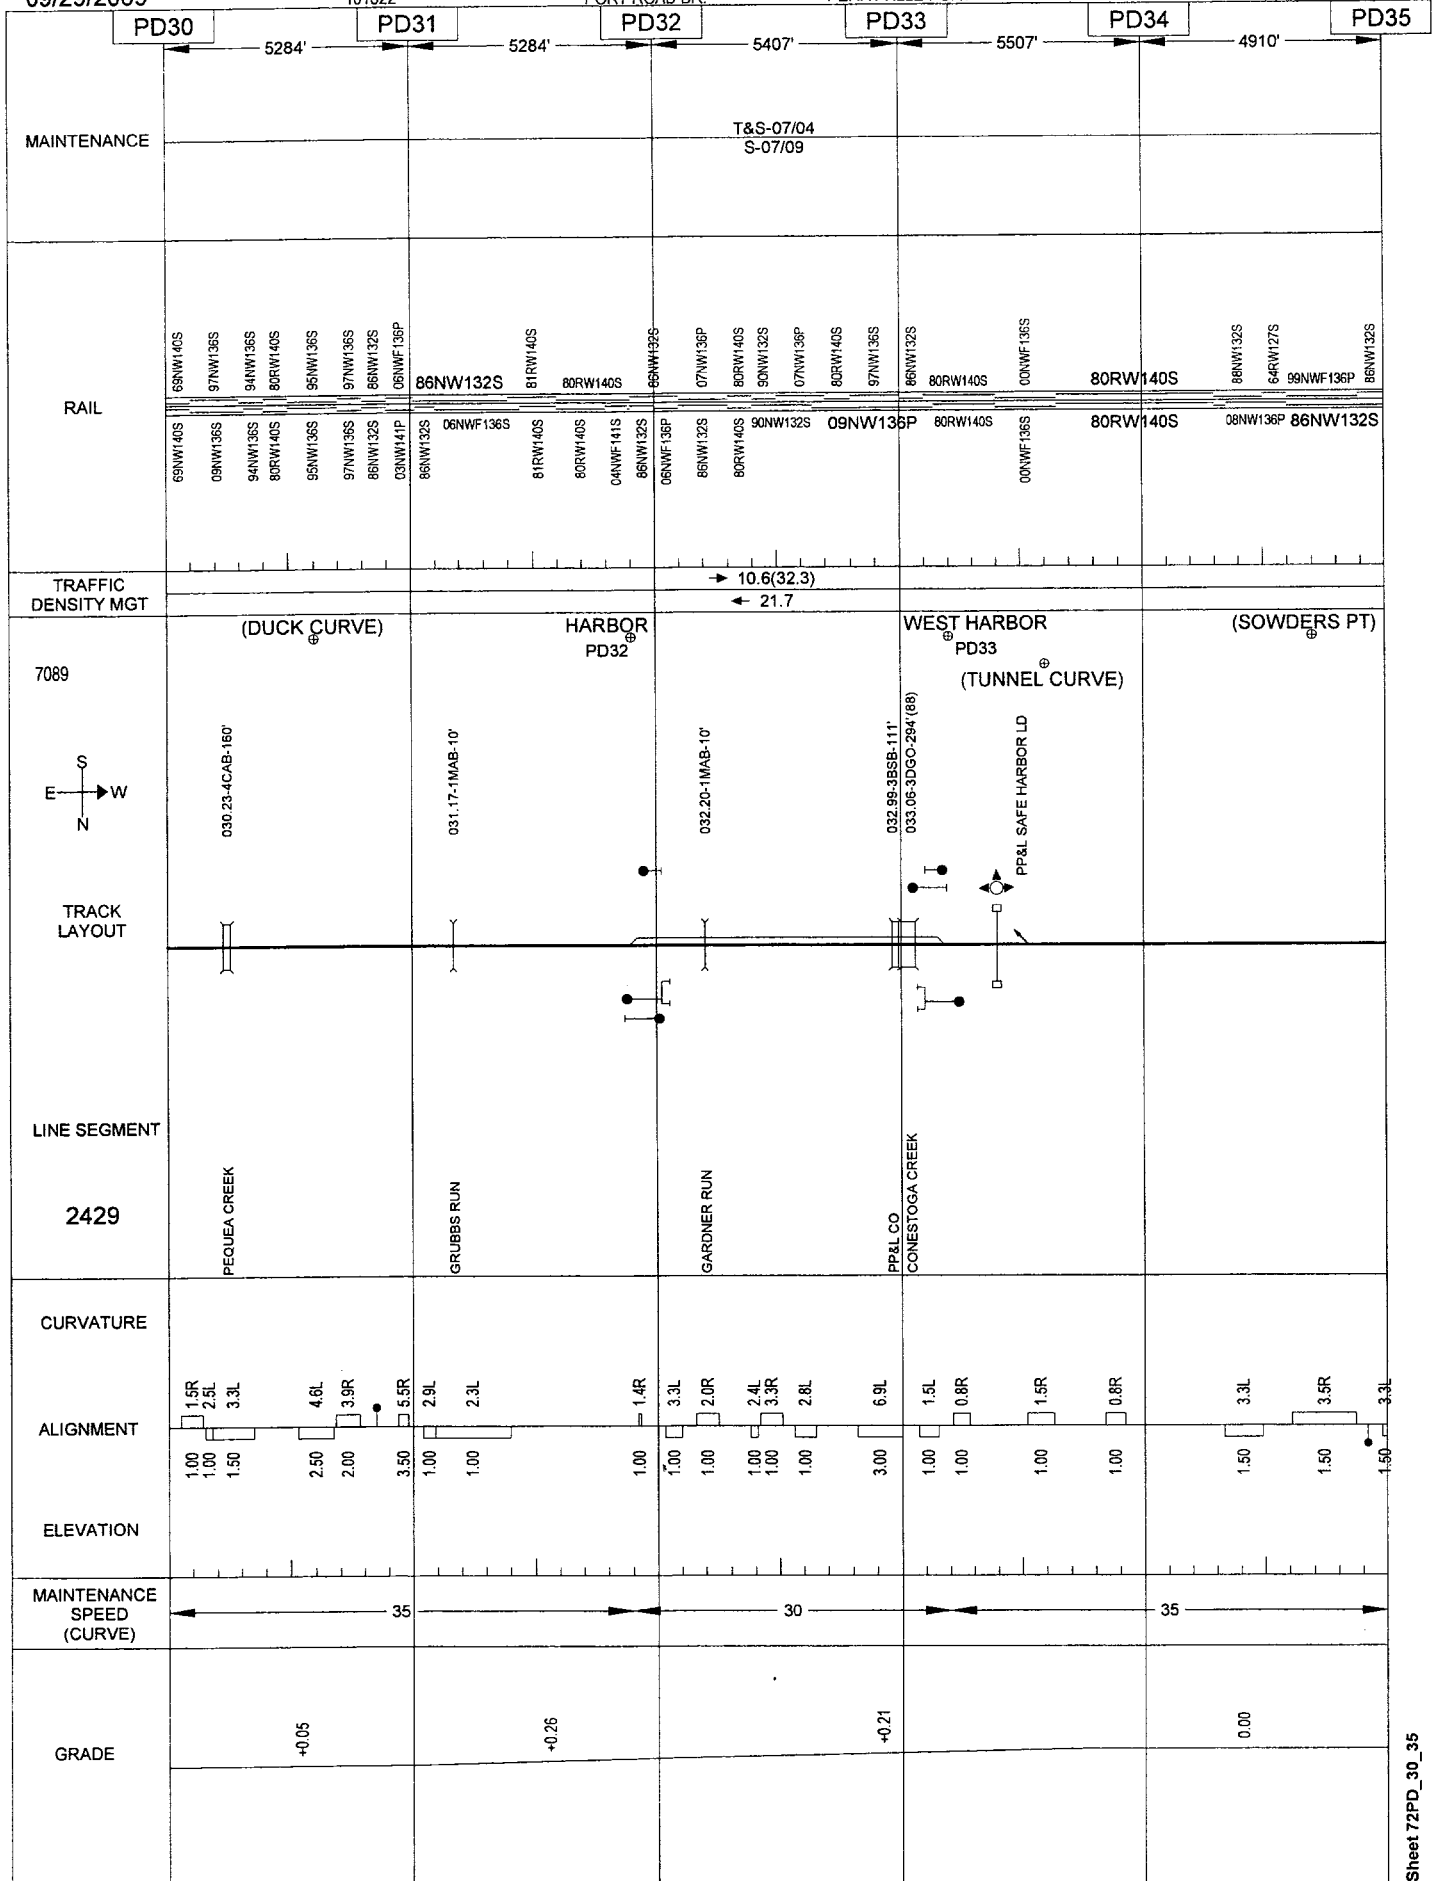 PD30 PD31 PD32 PD33 PD34 PD35
5284' 5284' 5407' 5507' 4910'
MAINTENANCE
T&S-07/04
S-07/09
RAIL
69NW140S 97NW136S 94NW136S 80RW140S 95NW136S 97NW136S 86NW132S 06NWF136P 86NW132S 81RW140S 80RW140S 86NW132S 07NW136P 80RW140S 90NW132S 07NW136P 80RW140S 97NW136S 86NW132S 80RW140S 00NWF136S 80RW140S 86NW132S 64RW127S 99NWF136P 86NW132S
69NW140S 09NW136S 94NW136S 80RW140S 95NW136S 97NW136S 86NW132S 03NW141P 86NW132S 06NWF136S 81RW140S 80RW140S 04NWF141S 86NW132S 06NWF136P 86NW132S 80RW140S 90NW132S 09NW136P 80RW140S 00NWF136S 80RW140S 08NW136P 86NW132S
TRAFFIC
DENSITY MGT
→ 10.6(32.3)
← 21.7
(DUCK CURVE) HARBOR WEST HARBOR (SOWDERS PT)
PD32 PD33
(TUNNEL CURVE)
7089
S
E W
N
030.23-4CAB-160'
031.17-1MAB-10'
032.20-1MAB-10'
032.99-3BSB-111'
033.06-3DGO-294'(88)
PP&L SAFE HARBOR LD
TRACK
LAYOUT
LINE SEGMENT
2429
PEQUEA CREEK
GRUBBS RUN
GARDNER RUN
PP&L CO
CONESTOGA CREEK
CURVATURE
1.5R 2.5L 3.3L 4.6L 3.9R 5.5R 2.9L 2.3L 1.4R 3.3L 2.0R 2.4L 3.3R 2.8L 6.9L 1.5L 0.8R 1.5R 0.8R 3.3L 3.5R 3.3L
ALIGNMENT
1.00 1.00 1.50 2.50 2.00 3.50 1.00 1.00 1.00 1.00 1.00 1.00 1.00 1.00 3.00 1.00 1.00 1.00 1.00 1.50 1.50 1.50
ELEVATION
MAINTENANCE
SPEED
(CURVE)
35 30 35
GRADE
+0.05 +0.26 +0.21 0.00
Sheet 72PD_30_35